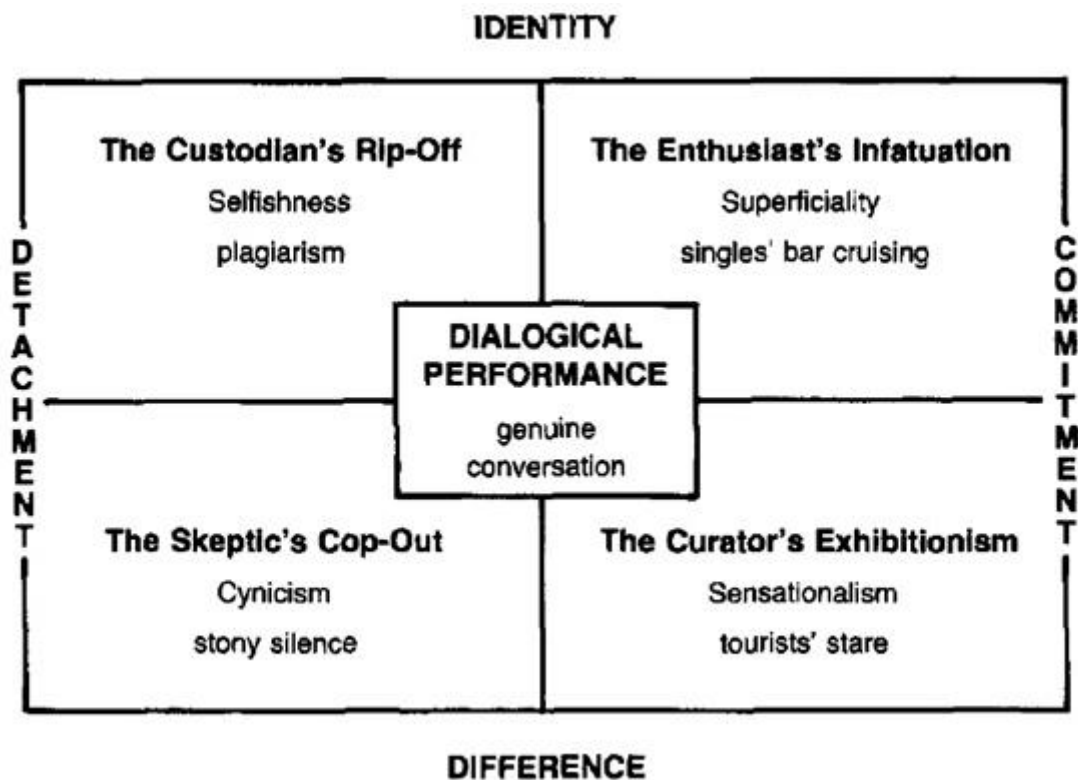 IDENTITY
The Custodian's Rip-Off
Selfishness
plagiarism
The Enthusiast's Infatuation
Superficiality
singles' bar cruising
DETACHMENT
COMMITMENT
DIALOGICAL
PERFORMANCE
genuine
conversation
The Skeptic's Cop-Out
Cynicism
stony silence
The Curator's Exhibitionism
Sensationalism
tourists' stare
DIFFERENCE